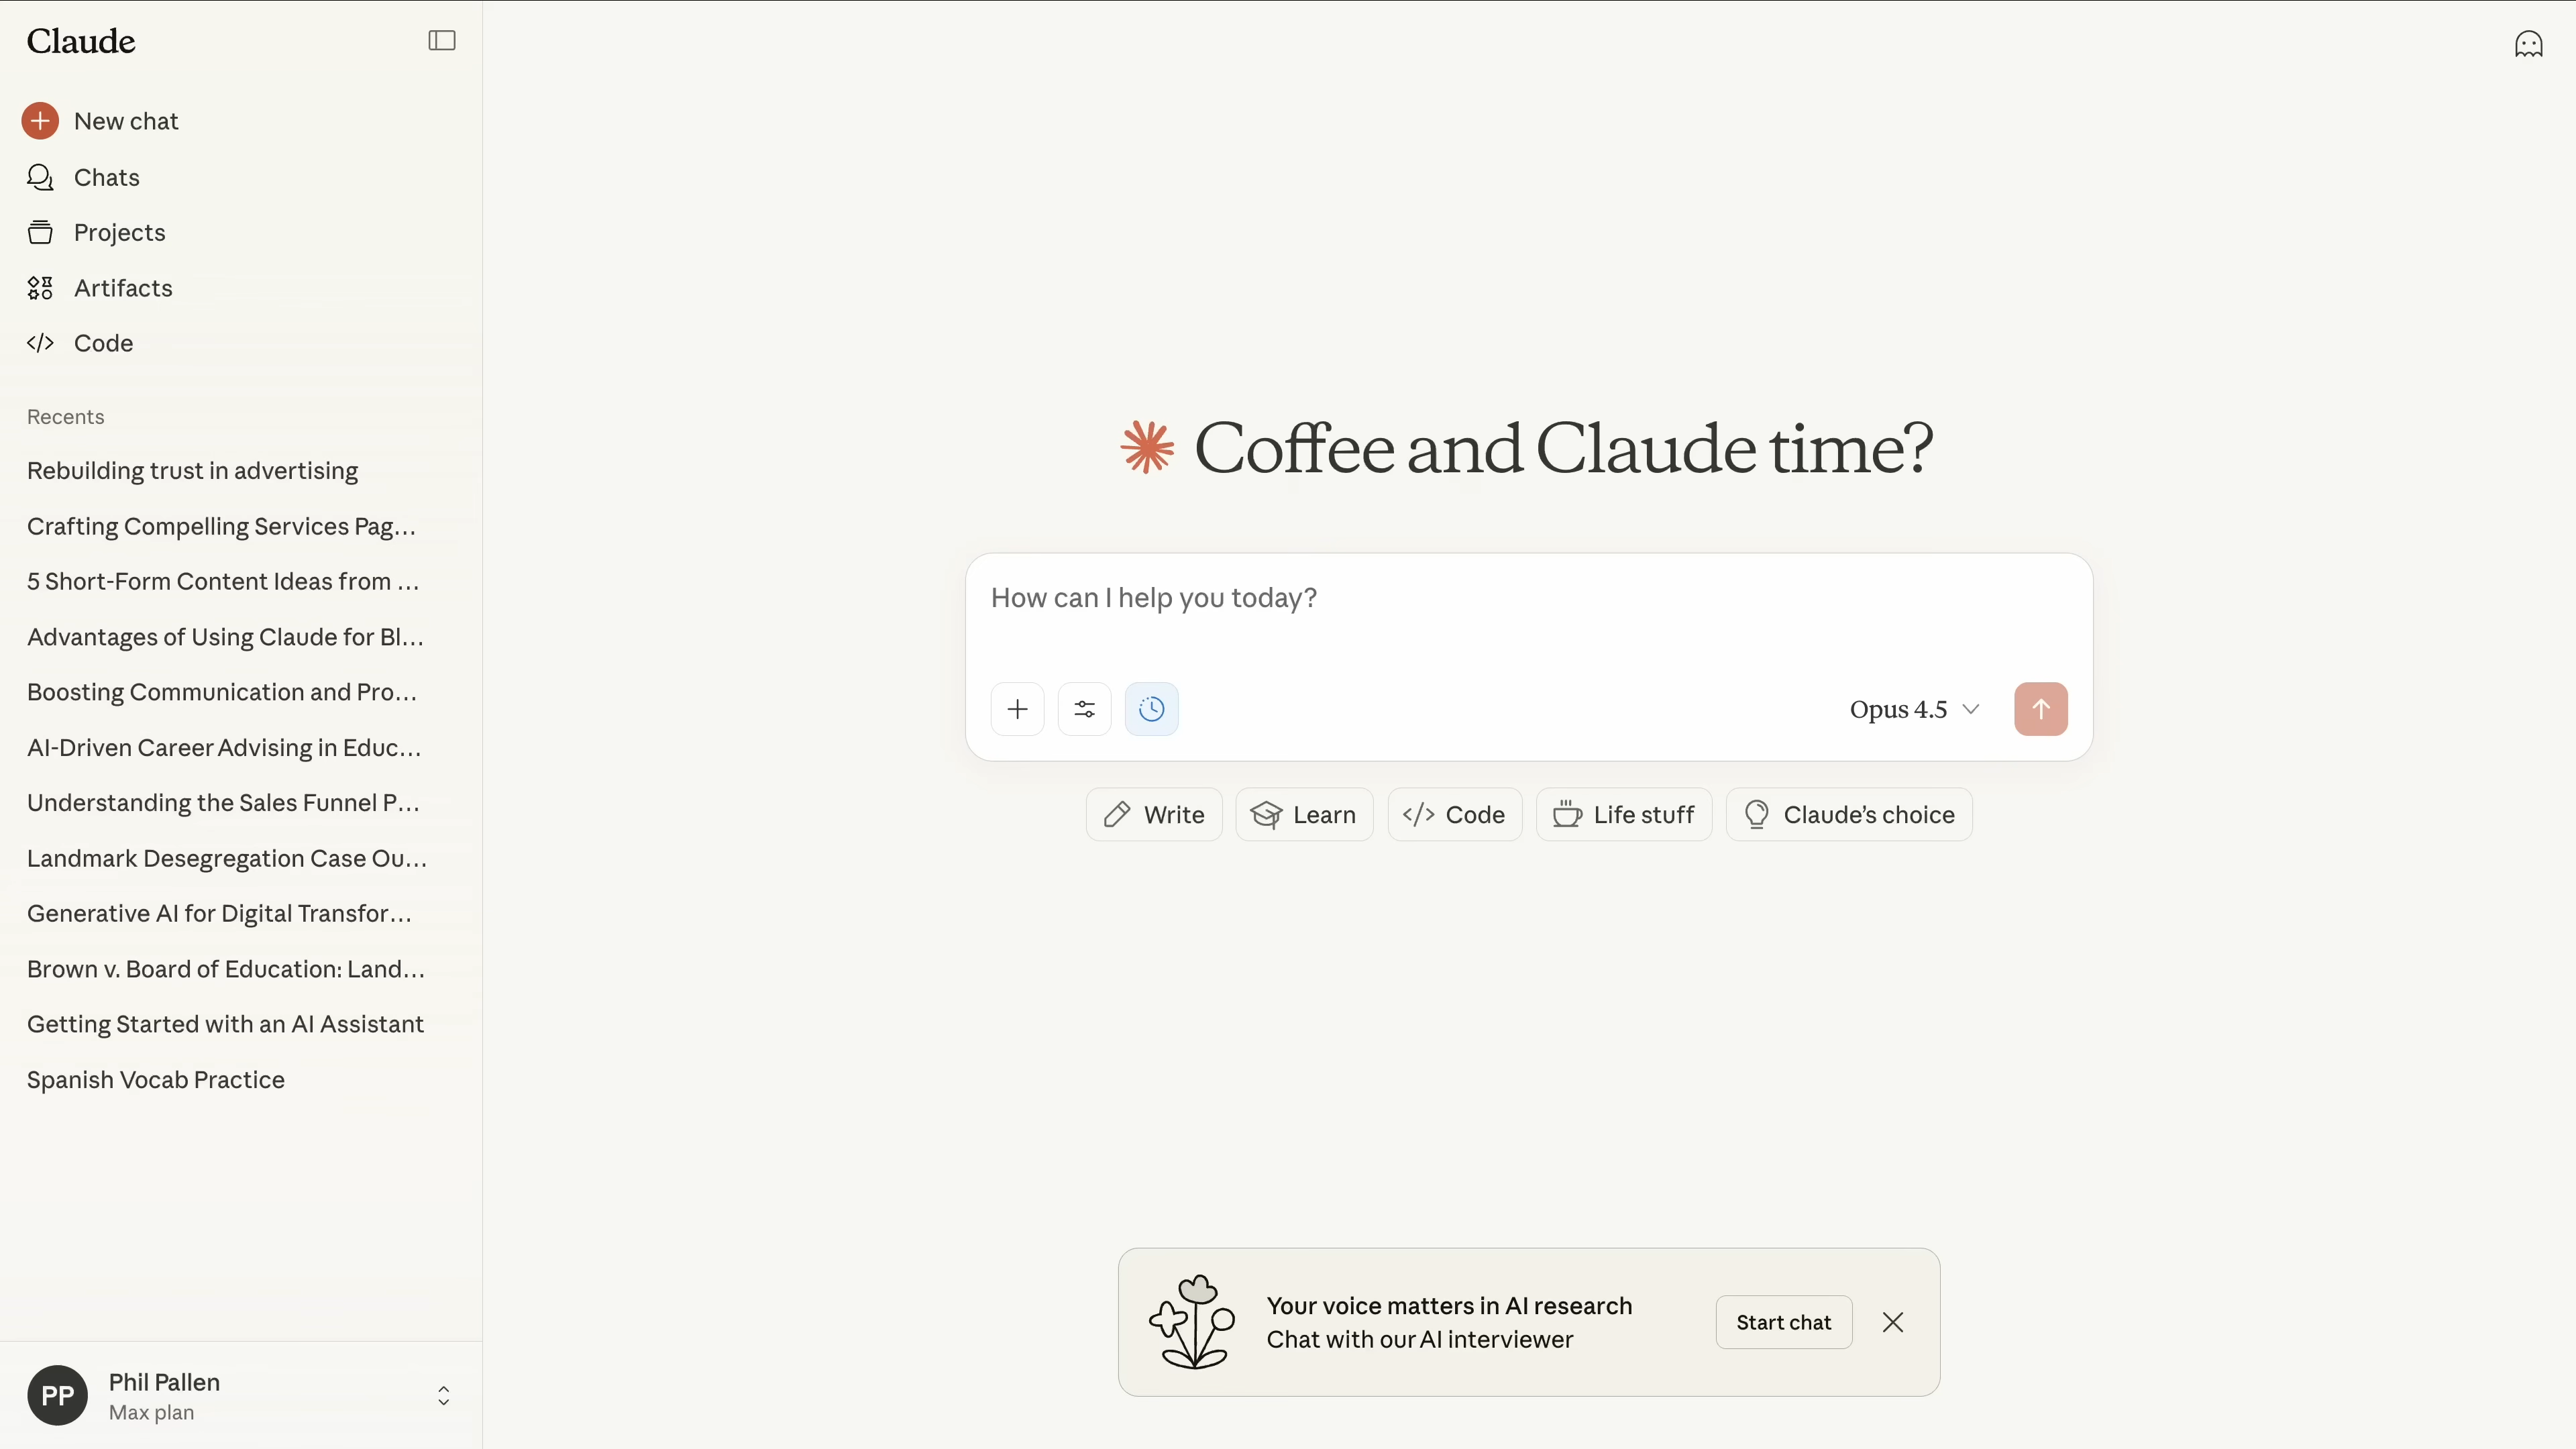 Claude
New chat
Chats
Projects
Artifacts
Code
Recents
Rebuilding trust in advertising
Crafting Compelling Services Pag...
5 Short-Form Content Ideas from ...
Advantages of Using Claude for Bl...
Boosting Communication and Pro...
AI-Driven Career Advising in Educ...
Understanding the Sales Funnel P...
Landmark Desegregation Case Ou...
Generative AI for Digital Transfor...
Brown v. Board of Education: Land...
Getting Started with an AI Assistant
Spanish Vocab Practice
PP
Phil Pallen
Max plan
Coffee and Claude time?
How can I help you today?
Opus 4.5
Write
Learn
Code
Life stuff
Claude’s choice
Your voice matters in AI research
Chat with our AI interviewer
Start chat